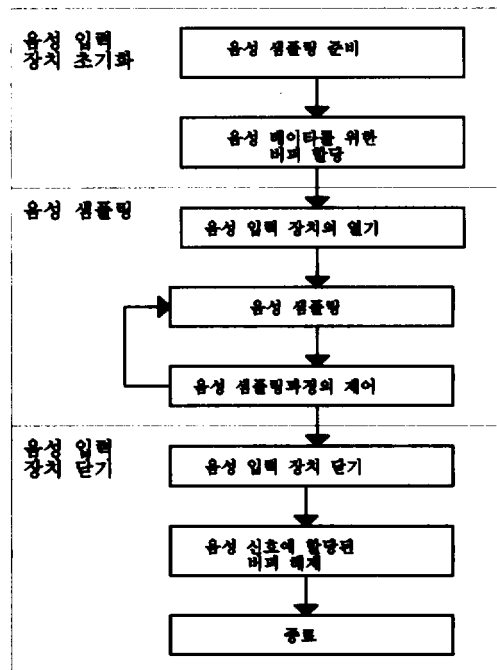 음성 입력
장치 초기화
음성 샘플링 준비
음성 데이타를 위한
버퍼 할당
음성 샘플링
음성 입력 장치의 열기
음성 샘플링
음성 샘플링과정의 제어
음성 입력
장치 닫기
음성 입력 장치 닫기
음성 신호에 할당된
버퍼 해제
종료